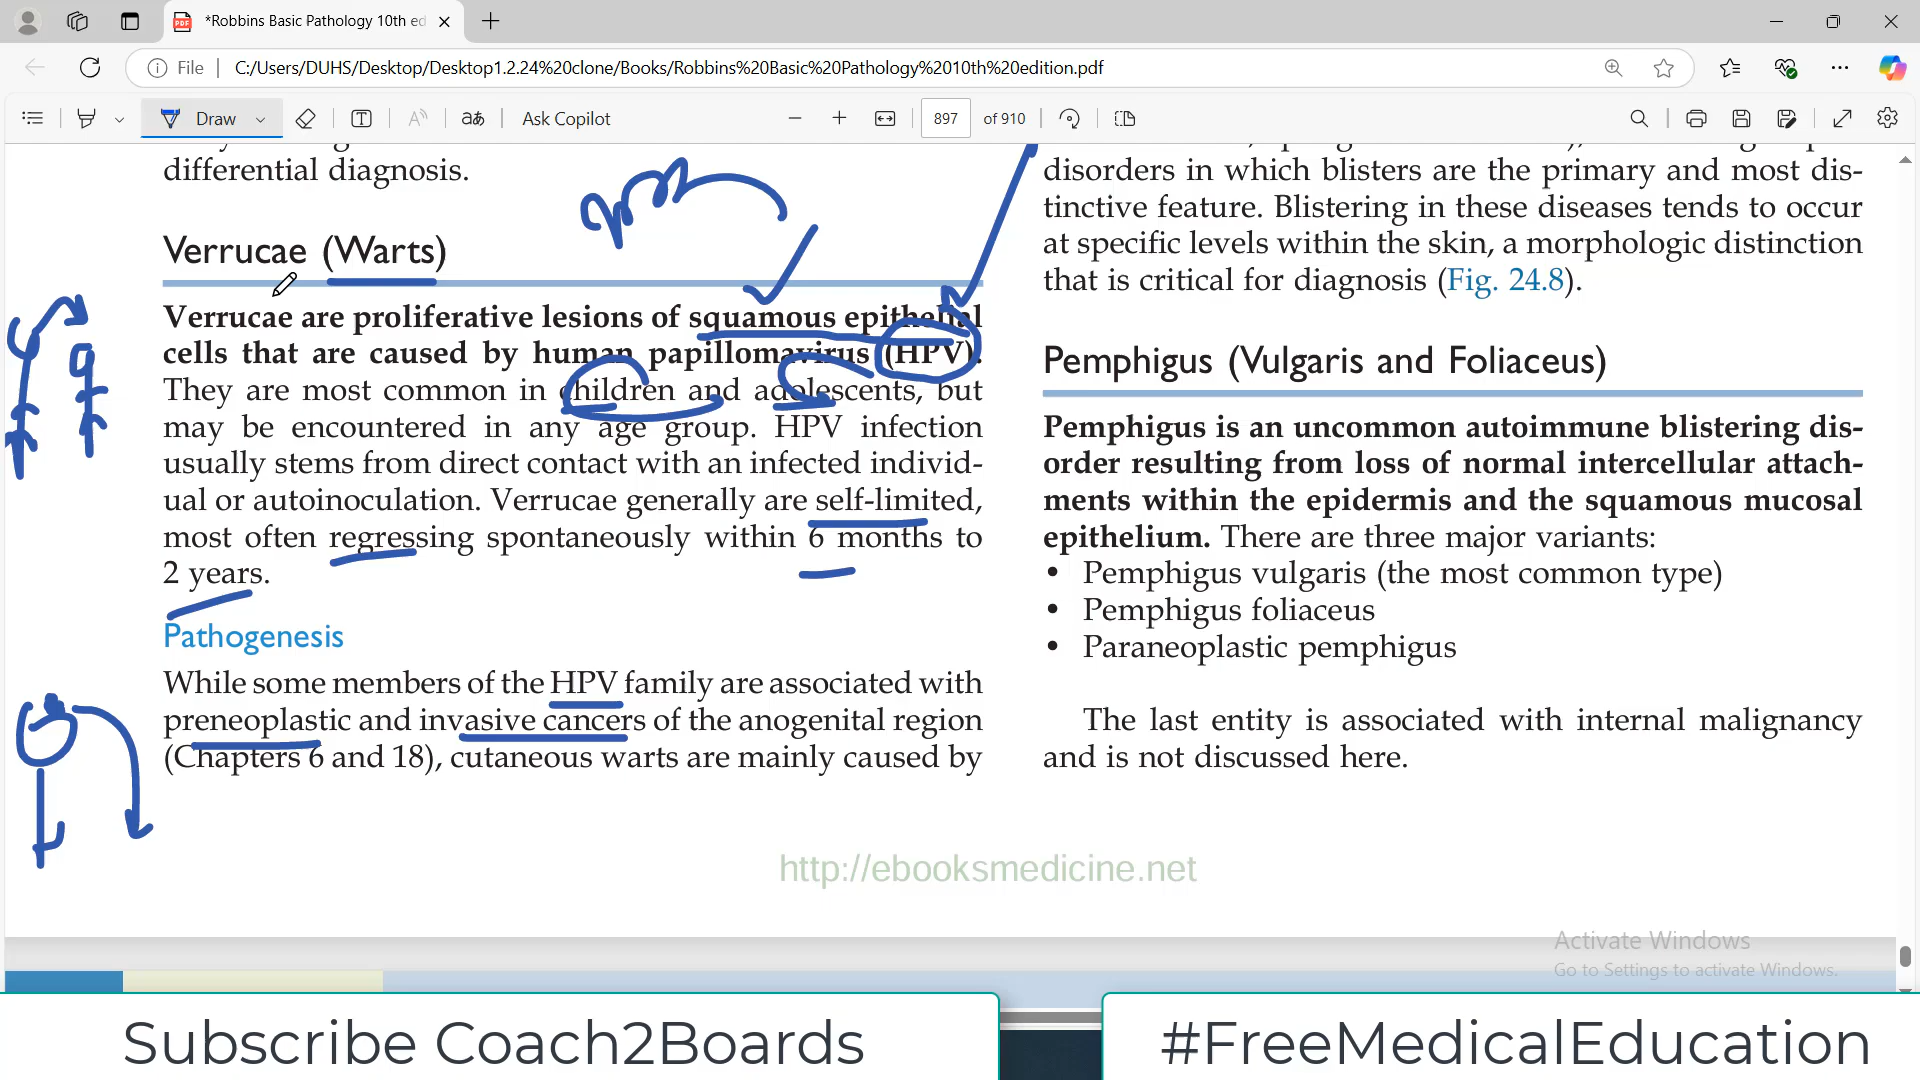 *Robbins Basic Pathology 10th ed
File
C:/Users/DUHS/Desktop/Desktop1.2.24%20clone/Books/Robbins%20Basic%20Pathology%2010th%20edition.pdf
Draw
Ask Copilot
897 of 910
differential diagnosis.
Verrucae (Warts)
Verrucae are proliferative lesions of squamous epithelial
cells that are caused by human papillomavirus (HPV).
They are most common in children and adolescents, but
may be encountered in any age group. HPV infection
usually stems from direct contact with an infected individ-
ual or autoinoculation. Verrucae generally are self-limited,
most often regressing spontaneously within 6 months to
2 years.
Pathogenesis
While some members of the HPV family are associated with
preneoplastic and invasive cancers of the anogenital region
(Chapters 6 and 18), cutaneous warts are mainly caused by
disorders in which blisters are the primary and most dis-
tinctive feature. Blistering in these diseases tends to occur
at specific levels within the skin, a morphologic distinction
that is critical for diagnosis (Fig. 24.8).
Pemphigus (Vulgaris and Foliaceus)
Pemphigus is an uncommon autoimmune blistering dis-
order resulting from loss of normal intercellular attach-
ments within the epidermis and the squamous mucosal
epithelium. There are three major variants:
• Pemphigus vulgaris (the most common type)
• Pemphigus foliaceus
• Paraneoplastic pemphigus
The last entity is associated with internal malignancy
and is not discussed here.
http://ebooksmedicine.net
Activate Windows
Go to Settings to activate Windows.
Subscribe Coach2Boards
#FreeMedicalEducation